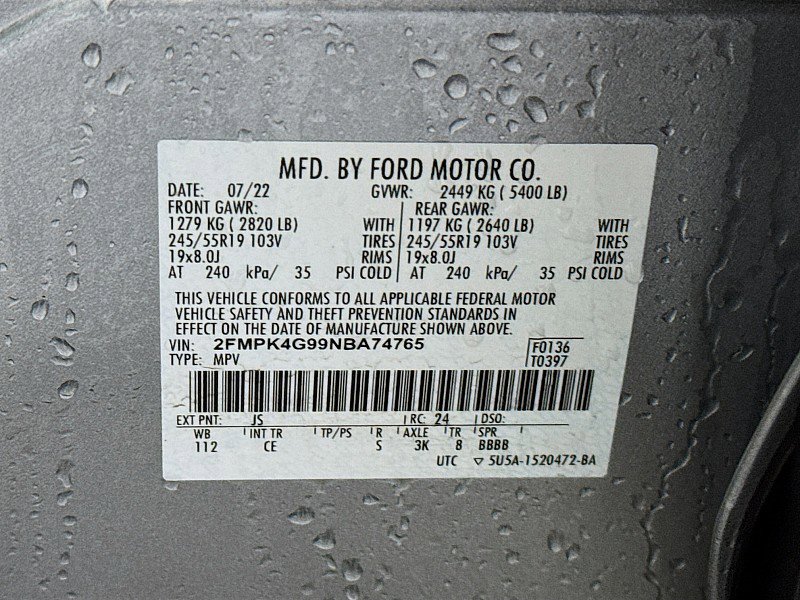 MFD. BY FORD MOTOR CO.
DATE: 07/22 GVWR: 2449 KG ( 5400 LB)
FRONT GAWR: REAR GAWR:
1279 KG ( 2820 LB) WITH 1197 KG ( 2640 LB) WITH
245/55R19 103V TIRES 245/55R19 103V TIRES
19x8.0J RIMS 19x8.0J RIMS
AT 240 kPa/ 35 PSI COLD AT 240 kPa/ 35 PSI COLD
THIS VEHICLE CONFORMS TO ALL APPLICABLE FEDERAL MOTOR
VEHICLE SAFETY AND THEFT PREVENTION STANDARDS IN
EFFECT ON THE DATE OF MANUFACTURE SHOWN ABOVE.
VIN: 2FMPK4G99NBA74765 F0136
TYPE: MPV T0397
EXT PNT: JS RC: 24 DSO:
WB INT TR TP/PS R AXLE TR SPR
112 CE S 3K 8 BBBB
UTC ▽ 5U5A-1520472-BA